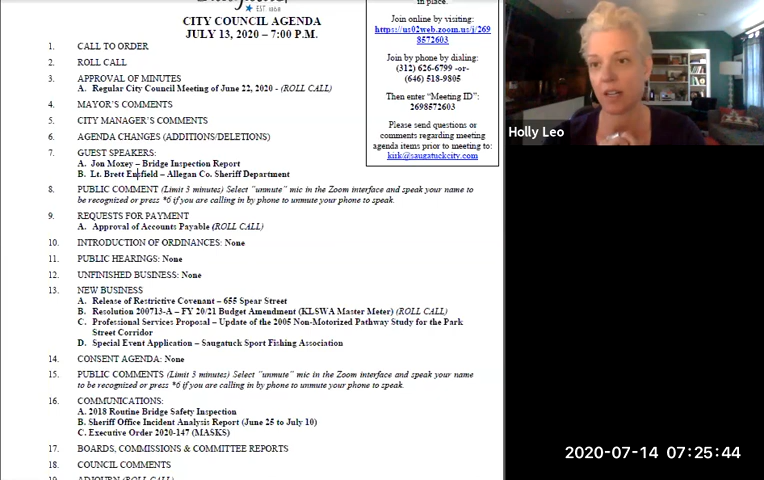 EST. 1868
CITY COUNCIL AGENDA
JULY 13, 2020 – 7:00 P.M.
1. CALL TO ORDER
2. ROLL CALL
3. APPROVAL OF MINUTES
A. Regular City Council Meeting of June 22, 2020 - (ROLL CALL)
4. MAYOR'S COMMENTS
5. CITY MANAGER'S COMMENTS
6. AGENDA CHANGES (ADDITIONS/DELETIONS)
7. GUEST SPEAKERS:
A. Jon Moxey – Bridge Inspection Report
B. Lt. Brett Ensfield – Allegan Co. Sheriff Department
8. PUBLIC COMMENT (Limit 3 minutes) Select "unmute" mic in the Zoom interface and speak your name to
be recognized or press *6 if you are calling in by phone to unmute your phone to speak.
9. REQUESTS FOR PAYMENT
A. Approval of Accounts Payable (ROLL CALL)
10. INTRODUCTION OF ORDINANCES: None
11. PUBLIC HEARINGS: None
12. UNFINISHED BUSINESS: None
13. NEW BUSINESS
A. Release of Restrictive Covenant – 655 Spear Street
B. Resolution 200713-A – FY 20/21 Budget Amendment (KLSWA Master Meter) (ROLL CALL)
C. Professional Services Proposal – Update of the 2005 Non-Motorized Pathway Study for the Park
Street Corridor
D. Special Event Application – Saugatuck Sport Fishing Association
14. CONSENT AGENDA: None
15. PUBLIC COMMENTS (Limit 3 minutes) Select "unmute" mic in the Zoom interface and speak your name
to be recognized or press *6 if you are calling in by phone to unmute your phone to speak.
16. COMMUNICATIONS:
A. 2018 Routine Bridge Safety Inspection
B. Sheriff Office Incident Analysis Report (June 25 to July 10)
C. Executive Order 2020-147 (MASKS)
17. BOARDS, COMMISSIONS & COMMITTEE REPORTS
18. COUNCIL COMMENTS
19. ADJOURN (ROLL CALL)
in place.
Join online by visiting:
https://us02web.zoom.us/j/269
8572603
Join by phone by dialing:
(312) 626-6799 -or-
(646) 518-9805
Then enter "Meeting ID":
2698572603
Please send questions or
comments regarding meeting
agenda items prior to meeting to:
kirk@saugatuckcity.com
Holly Leo
2020-07-14 07:25:44